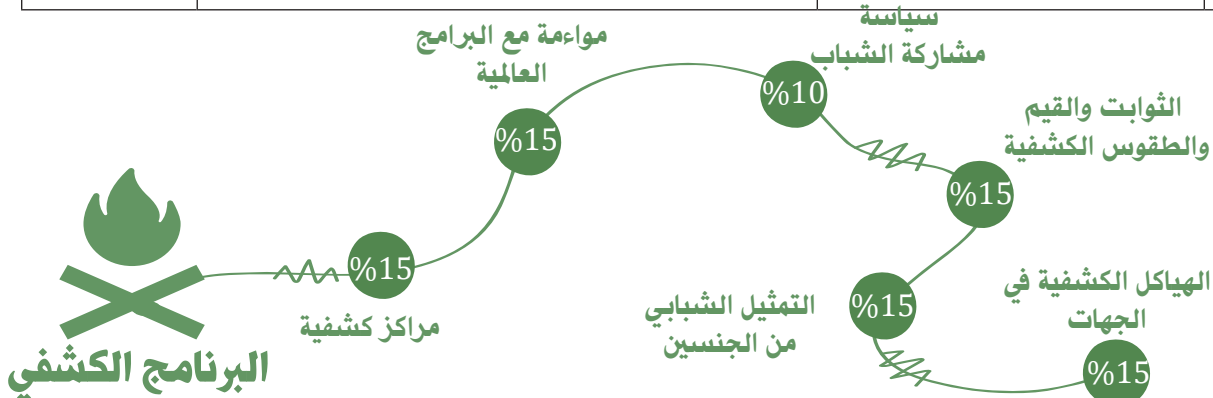 سياسة
مشاركة الشباب
%10
مواءمة مع البرامج
العالمية
%15
الثوابت والقيم
والطقوس الكشفية
%15
الهياكل الكشفية في
الجهات
%15
التمثيل الشبابي
من الجنسين
%15
مراكز كشفية
%15
البرنامج الكشفي